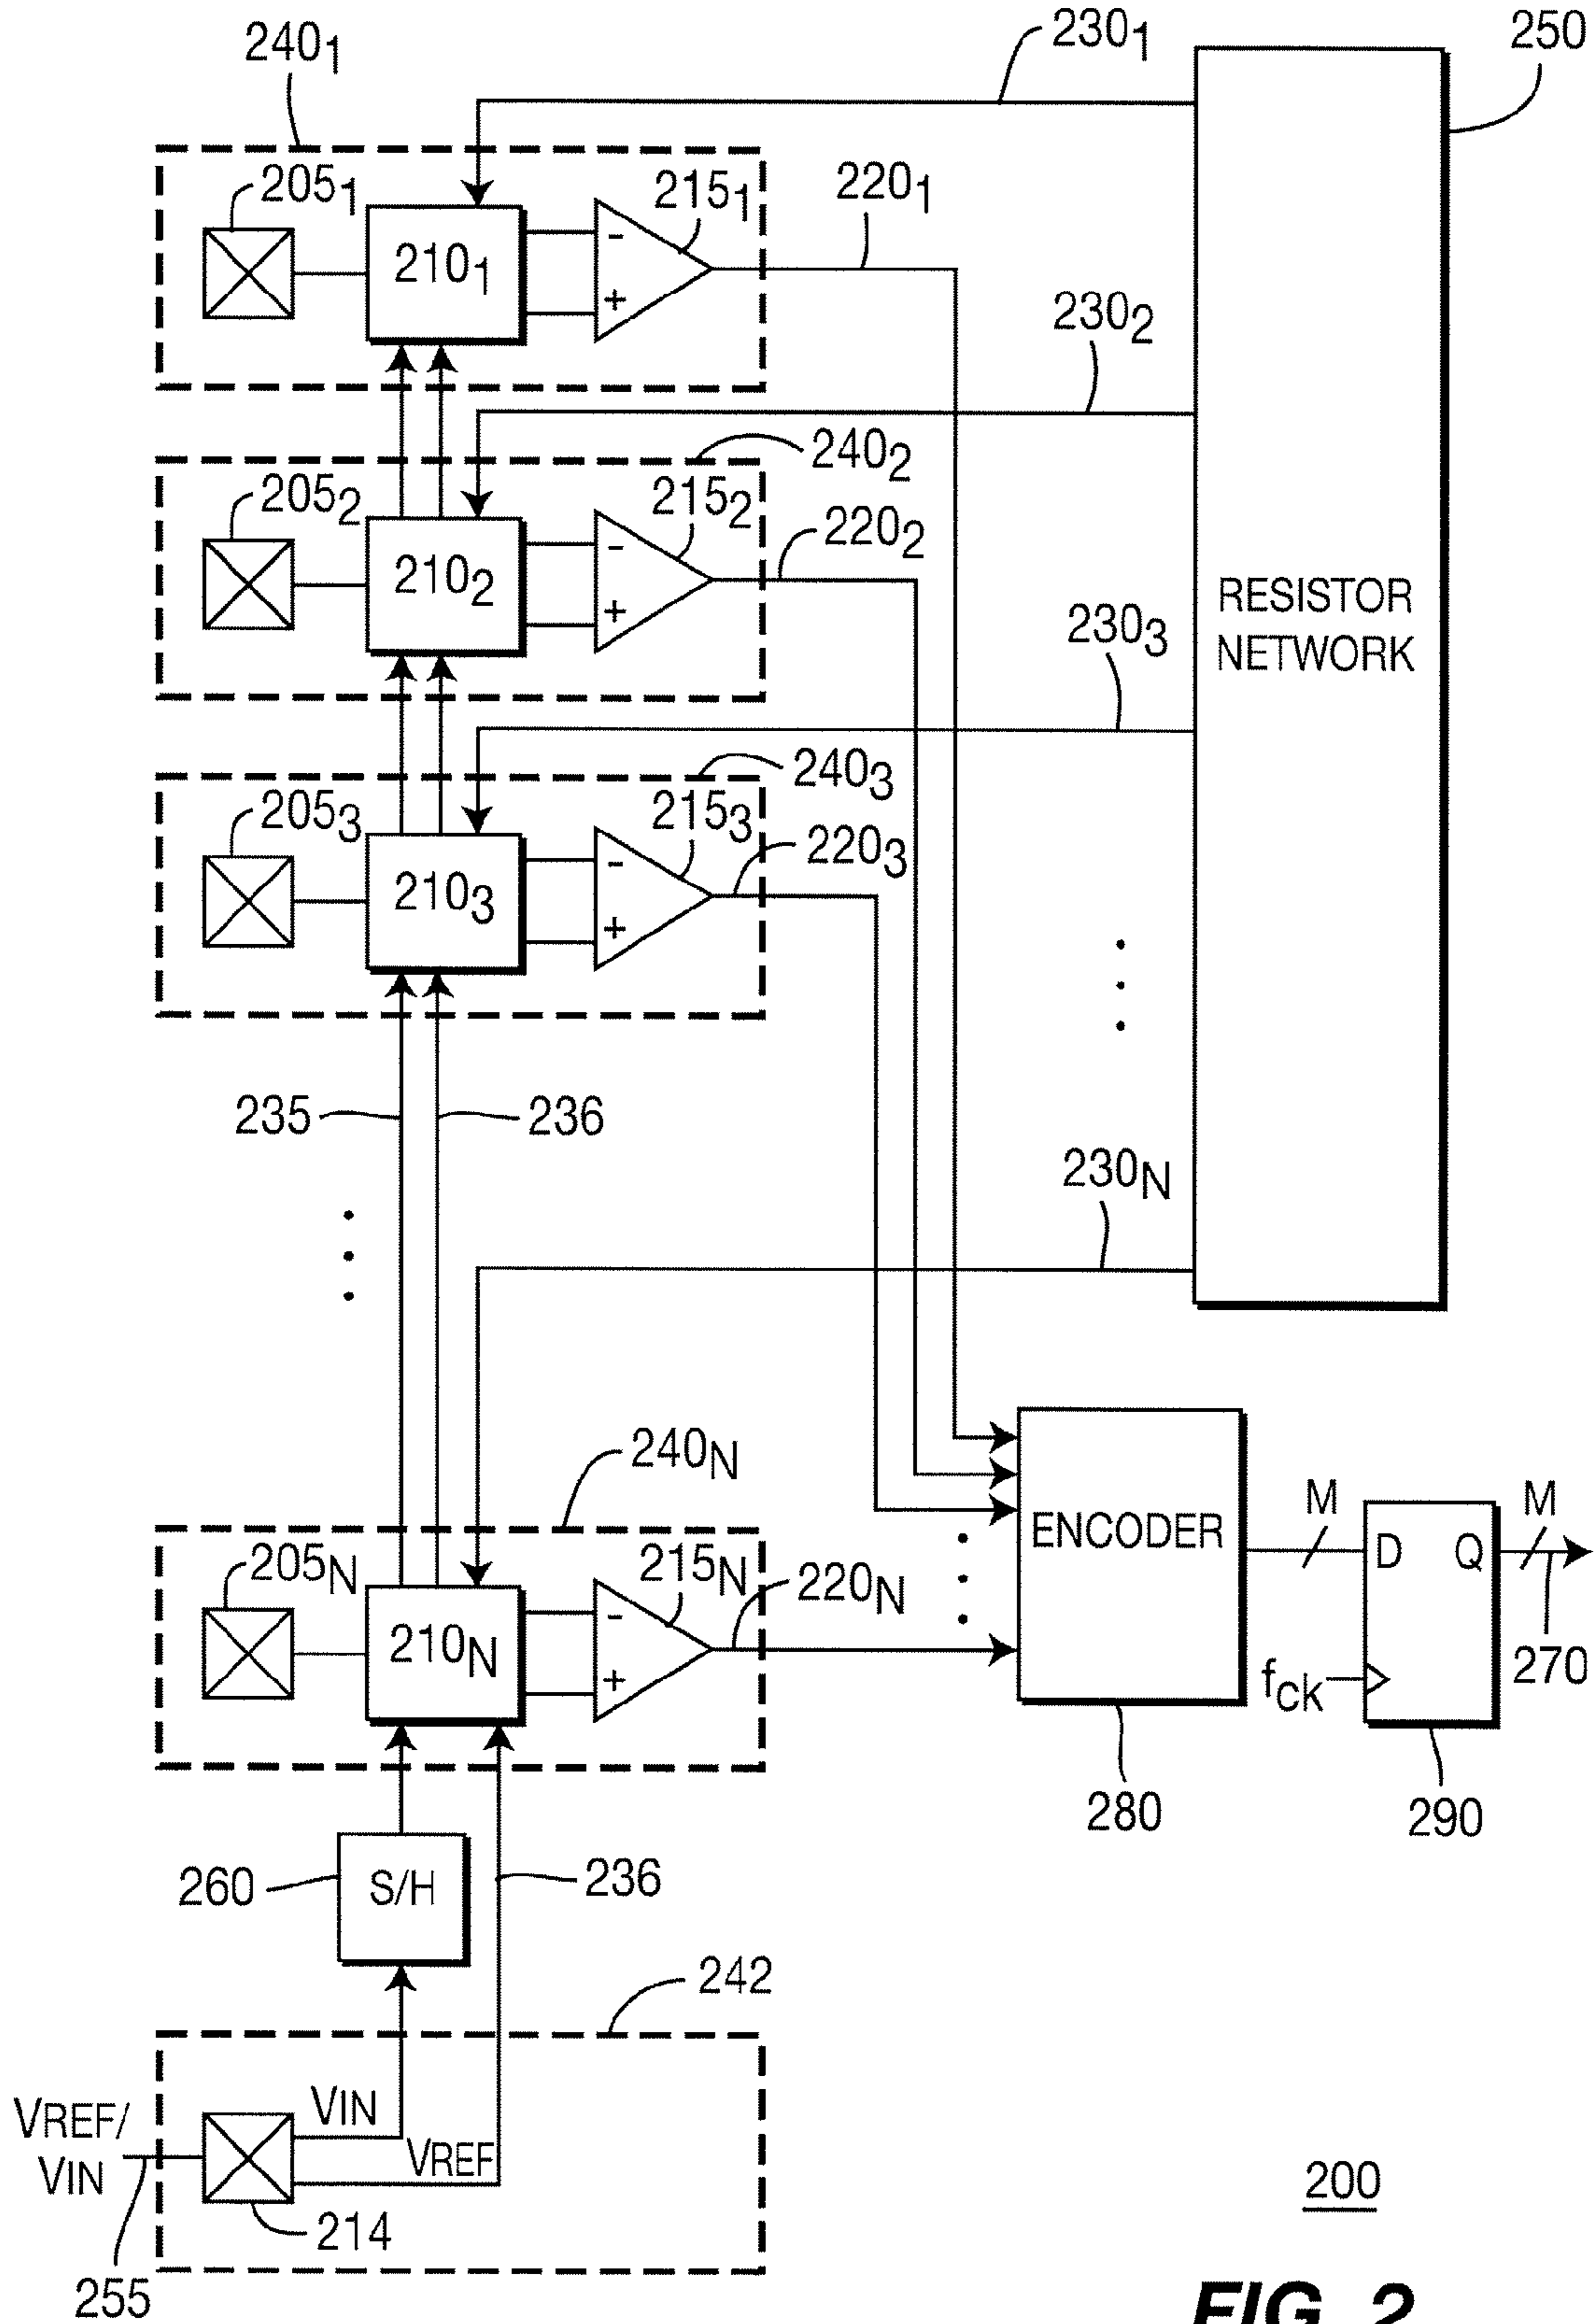 240₁
230₁
250
205₁
210₁
-
+
215₁
220₁
230₂
240₂
205₂
210₂
-
+
215₂
220₂
RESISTOR
NETWORK
230₃
240₃
205₃
210₃
-
+
215₃
220₃
235
236
230N
240N
205N
210N
-
+
215N
220N
ENCODER
M
D
Q
M
fck
270
280
290
260
S/H
236
242
VREF/
VIN
VIN
VREF
214
255
200
FIG. 2